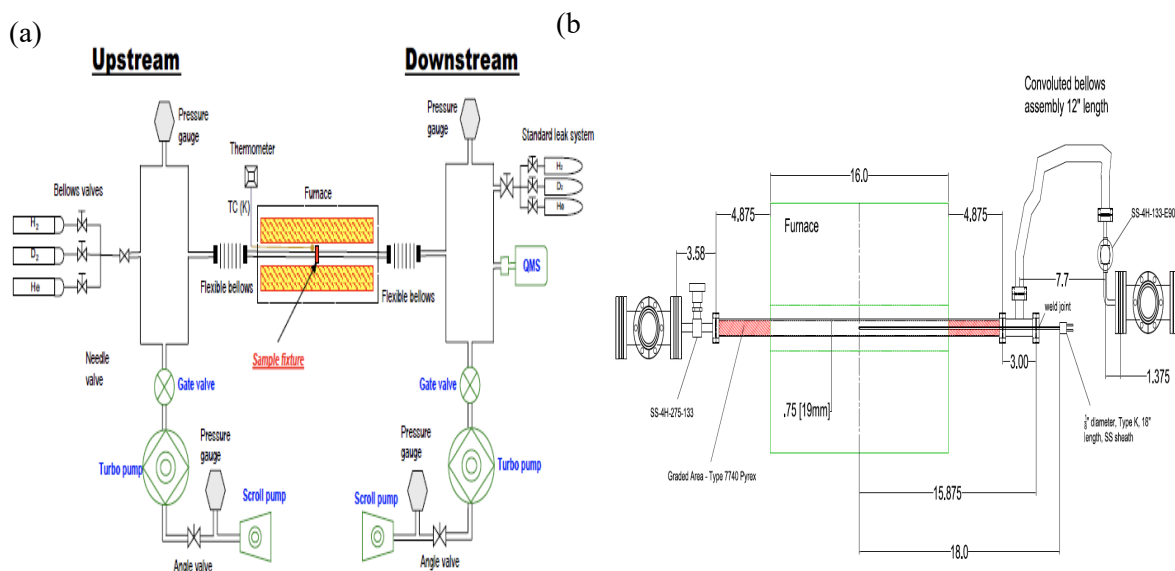 (a)
Upstream
Downstream
Pressure
gauge
Pressure
gauge
Thermometer
Standard leak system
Bellows valves
TC (K)
Furnace
H2
D2
He
H2
D2
He
QMS
Flexible bellows
Flexible bellows
Needle
valve
Sample fixture
Gate valve
Gate valve
Pressure
gauge
Pressure
gauge
Turbo pump
Turbo pump
Scroll pump
Scroll pump
Angle valve
Angle valve
(b)
Convoluted bellows
assembly 12" length
16.0
Furnace
4,875
4,875
SS-4H-133-E90
3.58
7.7
weld joint
3.00
1,375
SS-4H-275-133
.75 [19mm]
diameter, Type K, 18"
length, SS sheath
Graded Area - Type 7740 Pyrex
15.875
18.0